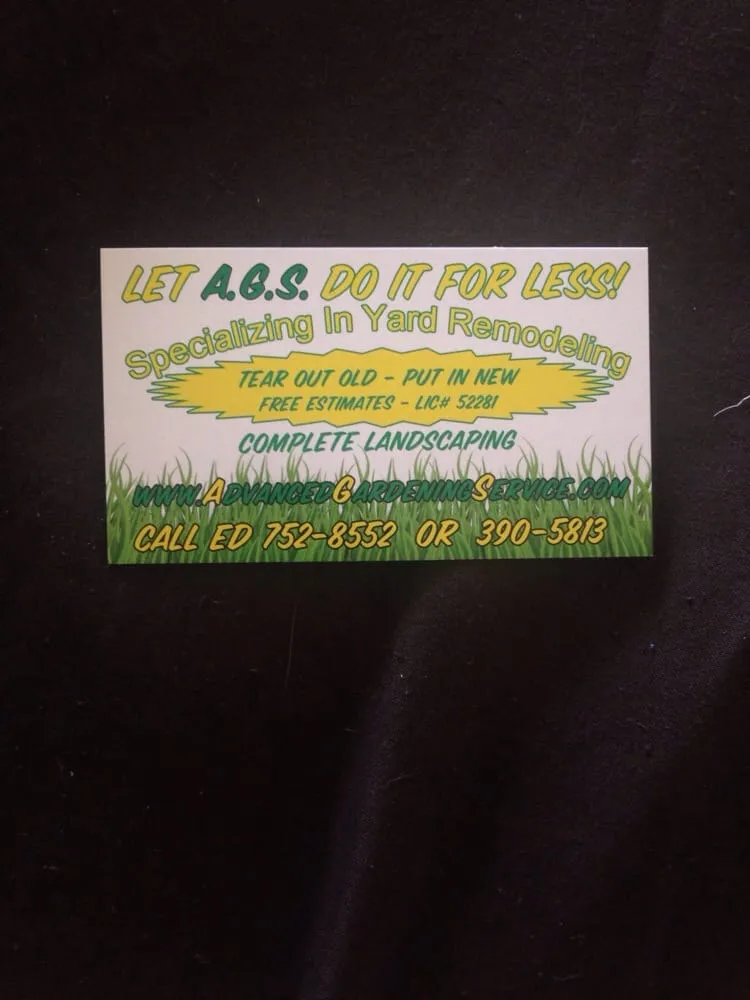 LET A.G.S. DO IT FOR LESS!
Specializing In Yard Remodeling
TEAR OUT OLD - PUT IN NEW
FREE ESTIMATES - LIC# 52281
COMPLETE LANDSCAPING
WWW.ADVANCEDGARDENINGSERVICE.COM
CALL ED 752-8552 OR 390-5813